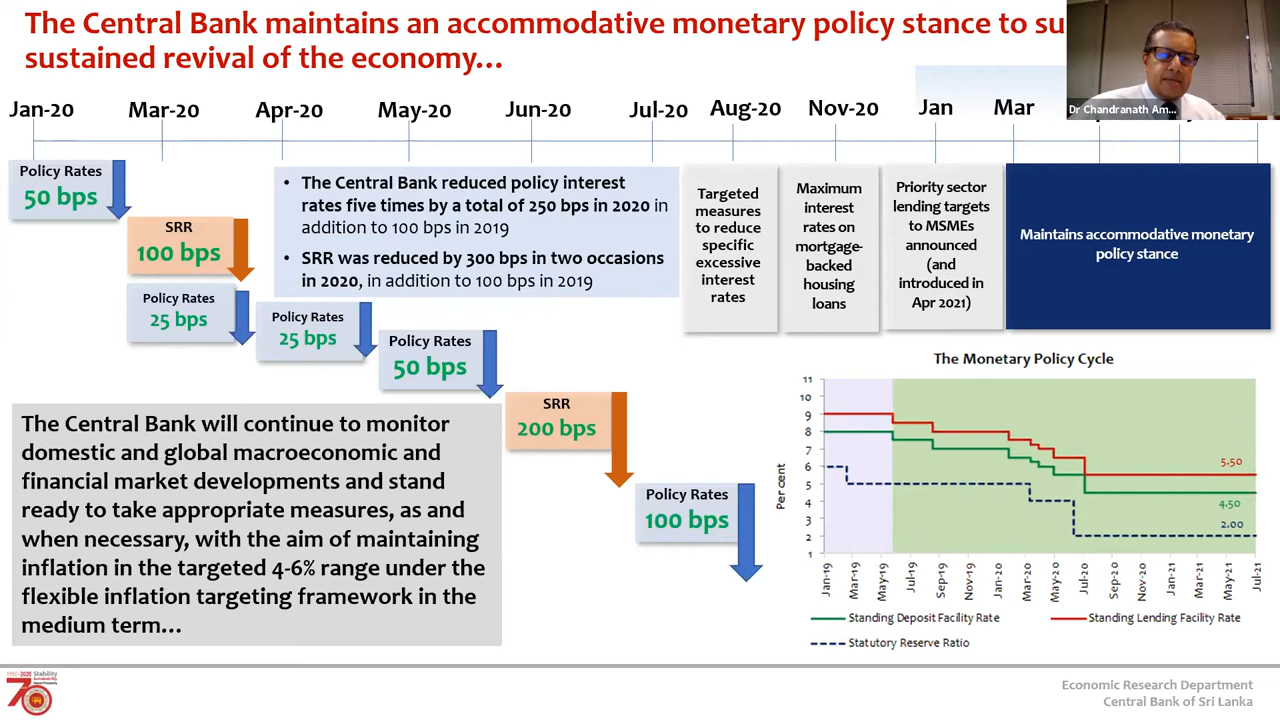 The Central Bank maintains an accommodative monetary policy stance to su
sustained revival of the economy…
Dr Chandranath Am...
Jan-20
Mar-20
Apr-20
May-20
Jun-20
Jul-20
Aug-20
Nov-20
Jan
Mar
Policy Rates
50 bps
SRR
100 bps
Policy Rates
25 bps
Policy Rates
25 bps
Policy Rates
50 bps
SRR
200 bps
Policy Rates
100 bps
• The Central Bank reduced policy interest
rates five times by a total of 250 bps in 2020 in
addition to 100 bps in 2019
• SRR was reduced by 300 bps in two occasions
in 2020, in addition to 100 bps in 2019
Targeted
measures
to reduce
specific
excessive
interest
rates
Maximum
interest
rates on
mortgage-
backed
housing
loans
Priority sector
lending targets
to MSMEs
announced
(and
introduced in
Apr 2021)
Maintains accommodative monetary
policy stance
The Central Bank will continue to monitor
domestic and global macroeconomic and
financial market developments and stand
ready to take appropriate measures, as and
when necessary, with the aim of maintaining
inflation in the targeted 4-6% range under the
flexible inflation targeting framework in the
medium term…
The Monetary Policy Cycle
Per cent
11
10
9
8
7
6
5
4
3
2
1
5.50
4.50
2.00
Jan-19
Mar-19
May-19
Jul-19
Sep-19
Nov-19
Jan-20
Mar-20
May-20
Jul-20
Sep-20
Nov-20
Jan-21
Mar-21
May-21
Jul-21
Standing Deposit Facility Rate
Standing Lending Facility Rate
Statutory Reserve Ratio
70
Stability
Economic Research Department
Central Bank of Sri Lanka